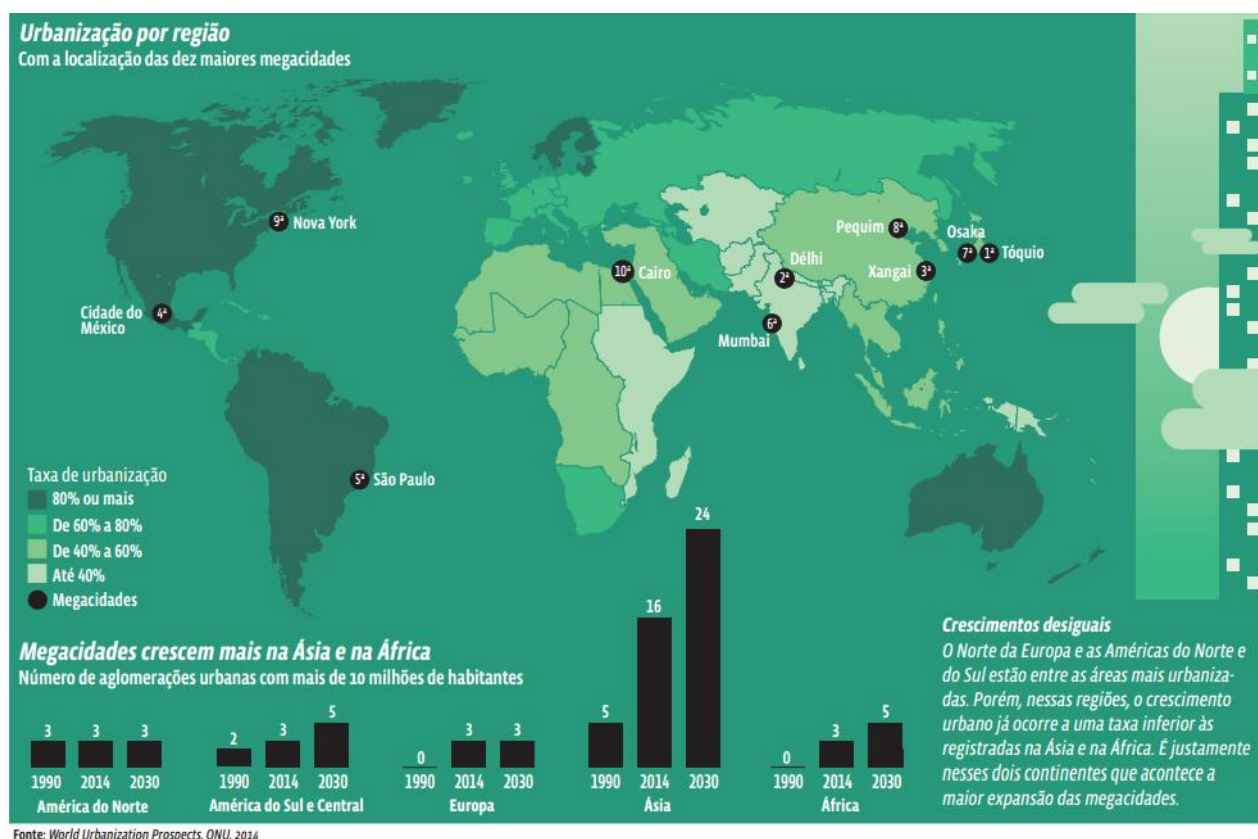 Urbanização por região
Com a localização das dez maiores megacidades
9ª Nova York
Cidade do
México
4ª
5ª São Paulo
10ª Cairo
Pequim 8ª
Osaka
7ª
1ª Tóquio
Xangai 3ª
Délhi
2ª
6ª
Mumbai
Taxa de urbanização
80% ou mais
De 60% a 80%
De 40% a 60%
Até 40%
Megacidades
Megacidades crescem mais na Ásia e na África
Número de aglomerações urbanas com mais de 10 milhões de habitantes
3 3 3
1990 2014 2030
América do Norte
2 3 5
1990 2014 2030
América do Sul e Central
0 3 3
1990 2014 2030
Europa
5 16 24
1990 2014 2030
Ásia
0 3 5
1990 2014 2030
África
Crescimentos desiguais
O Norte da Europa e as Américas do Norte e
do Sul estão entre as áreas mais urbaniza-
das. Porém, nessas regiões, o crescimento
urbano já ocorre a uma taxa inferior às
registradas na Ásia e na África. É justamente
nesses dois continentes que acontece a
maior expansão das megacidades.
Fonte: World Urbanization Prospects, ONU, 2014